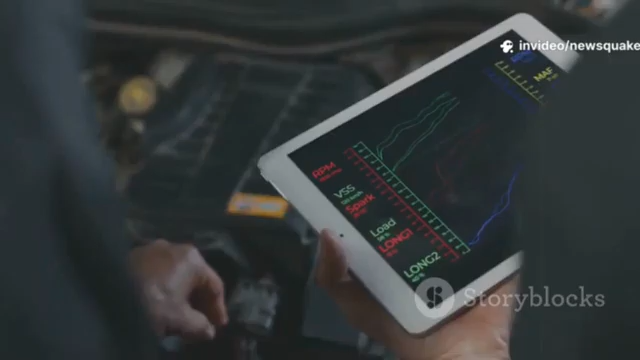 invideo/newsquake
MAF
RPM
VSS
Spark
Load
LONG1
LONG2
Storyblocks